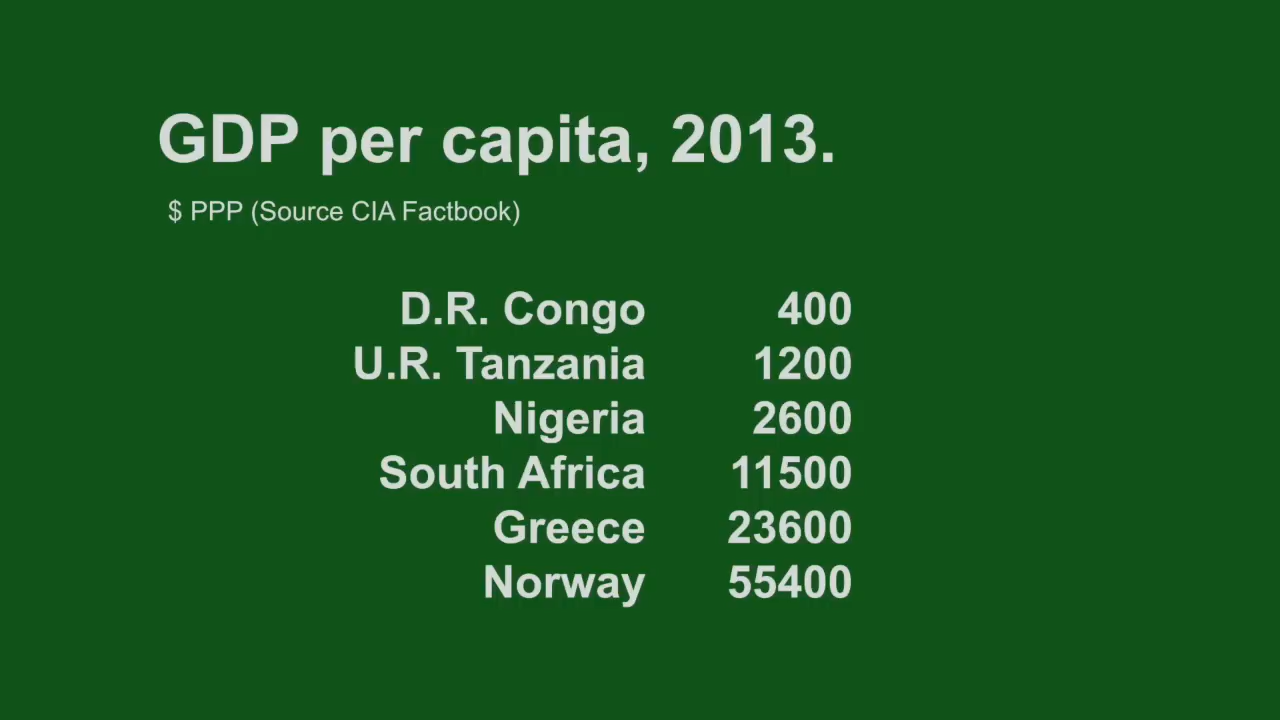 GDP per capita, 2013.
$ PPP (Source CIA Factbook)
D.R. Congo 400
U.R. Tanzania 1200
Nigeria 2600
South Africa 11500
Greece 23600
Norway 55400